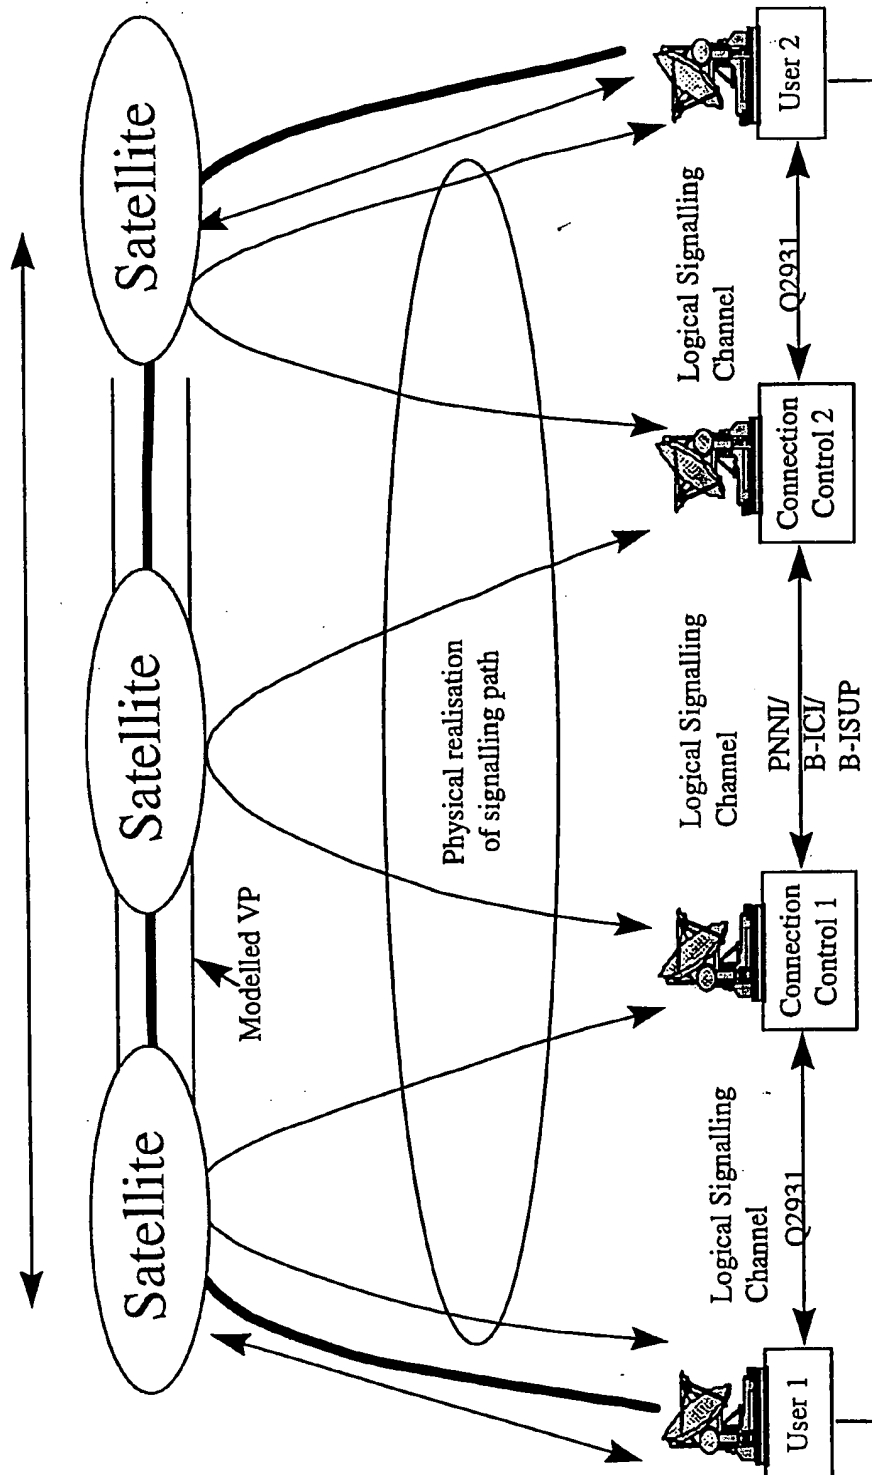 Satellite
Satellite
Satellite
Modelled VP
Physical realisation
of signalling path
Logical Signalling
Channel
Logical Signalling
Channel
Logical Signalling
Channel
Q2931
PNNI/
B-ICI/
B-ISUP
Q2931
User 1
Connection
Control 1
Connection
Control 2
User 2